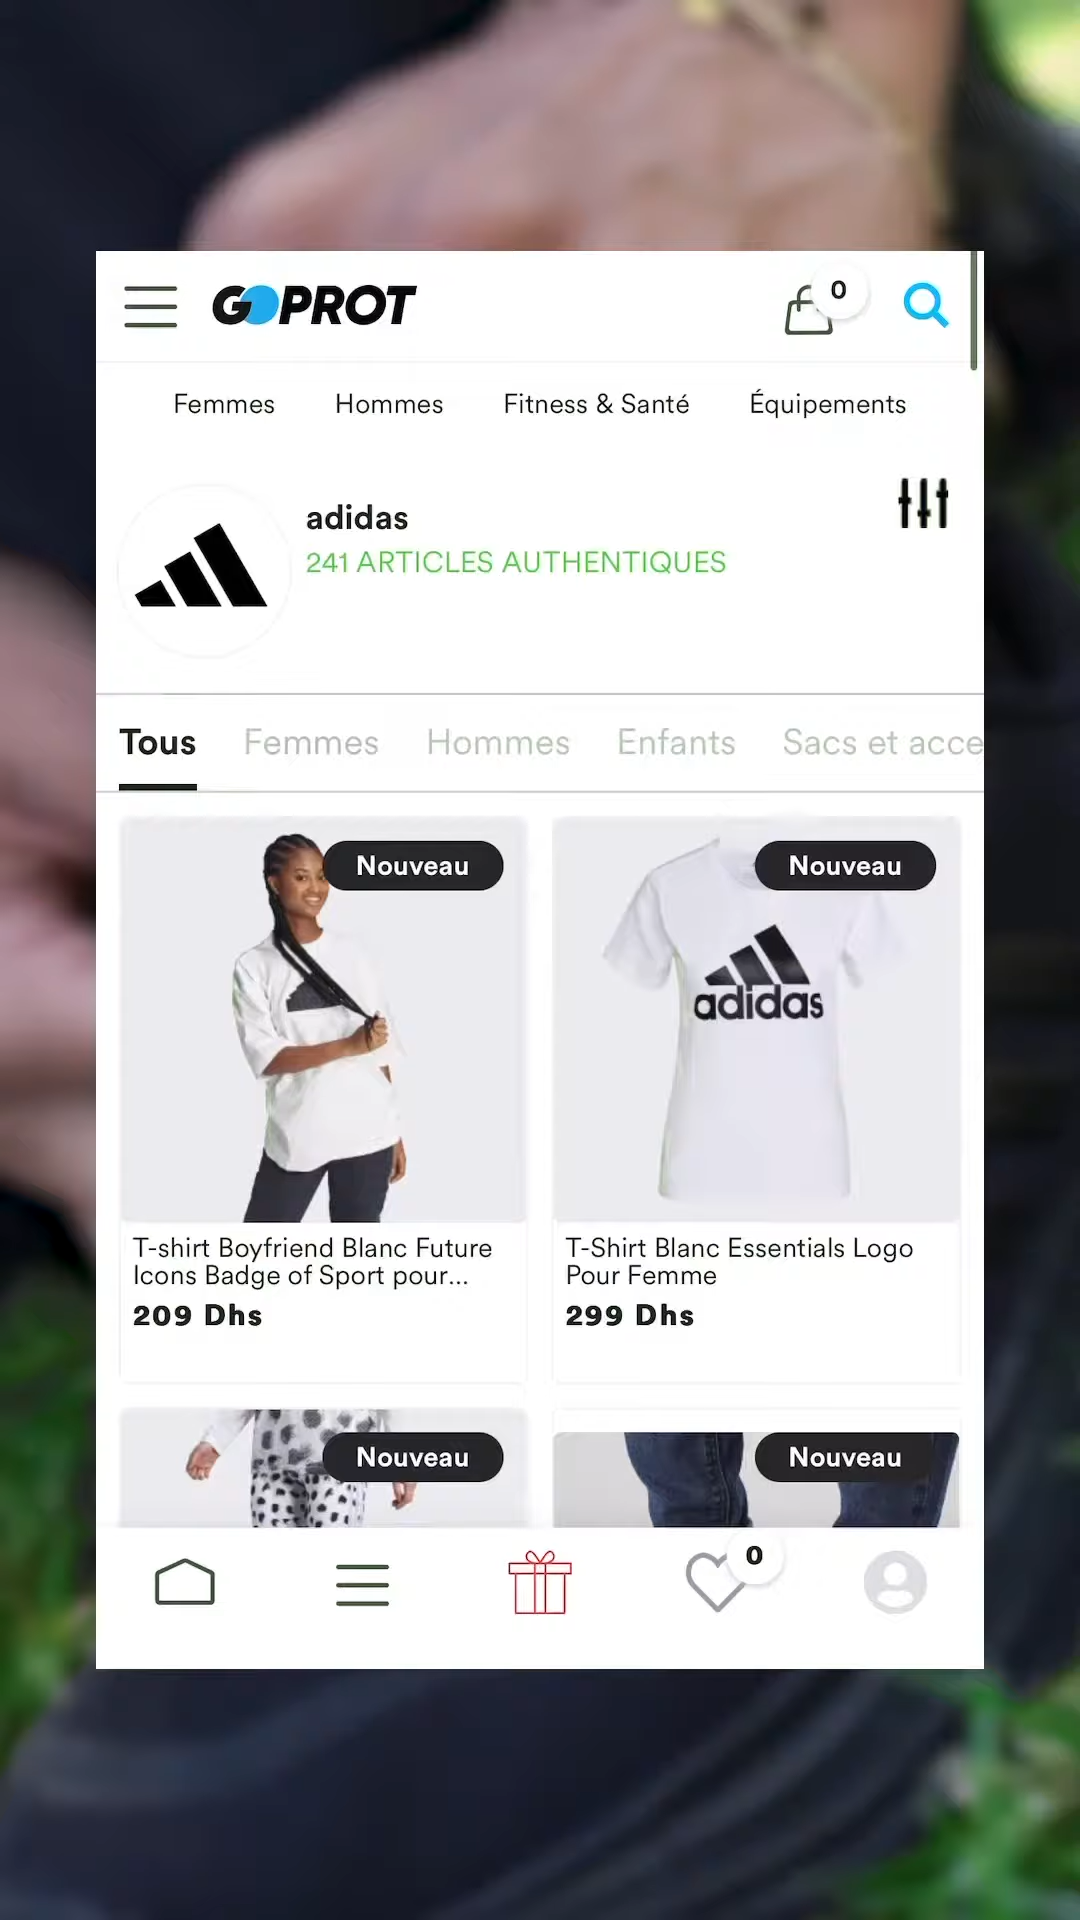 GOPROT
0
Femmes
Hommes
Fitness & Santé
Équipements
adidas
241 ARTICLES AUTHENTIQUES
Tous
Femmes
Hommes
Enfants
Sacs et acce
Nouveau
Nouveau
adidas
T-shirt Boyfriend Blanc Future
Icons Badge of Sport pour...
209 Dhs
T-Shirt Blanc Essentials Logo
Pour Femme
299 Dhs
Nouveau
Nouveau
0